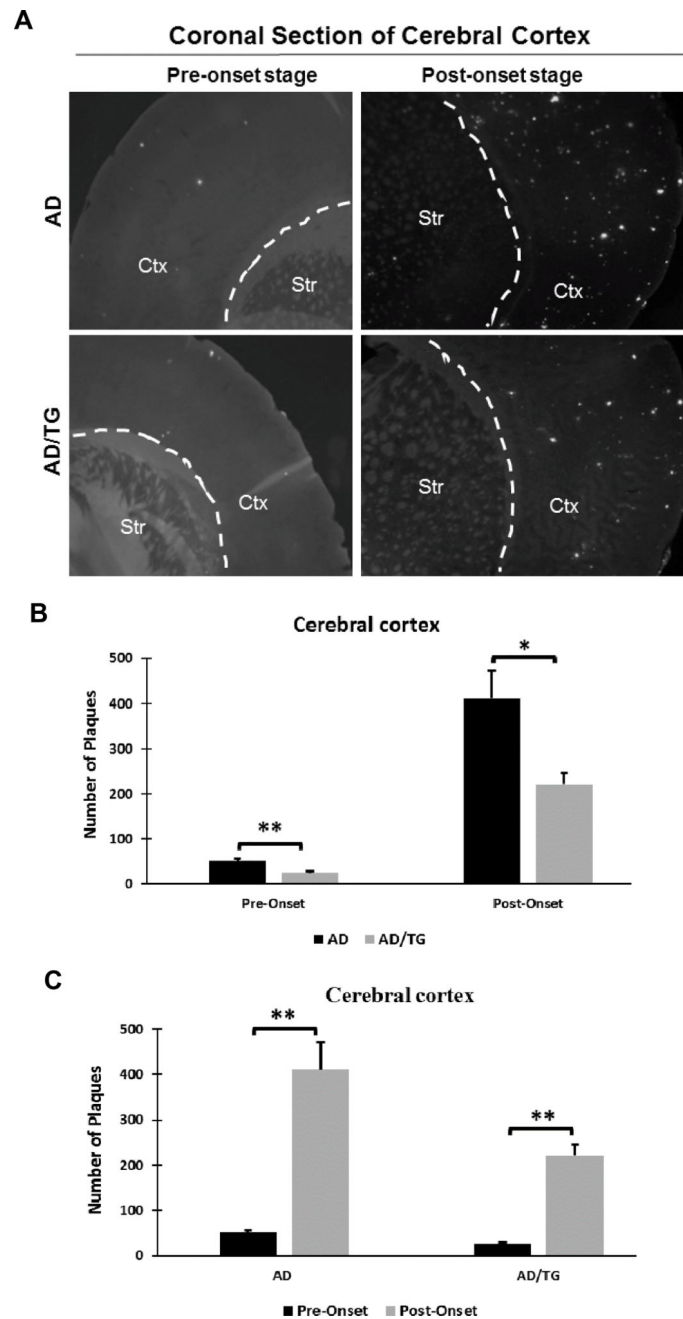 A
Coronal Section of Cerebral Cortex
Pre-onset stage Post-onset stage
AD
Ctx
Str
Str
Ctx
AD/TG
Str
Ctx
Str
Ctx
B
Cerebral cortex
Number of Plaques
500
400
300
200
100
0
**
*
Pre-Onset Post-Onset
AD AD/TG
C
Cerebral cortex
Number of Plaques
500
400
300
200
100
0
**
**
AD AD/TG
Pre-Onset Post-Onset